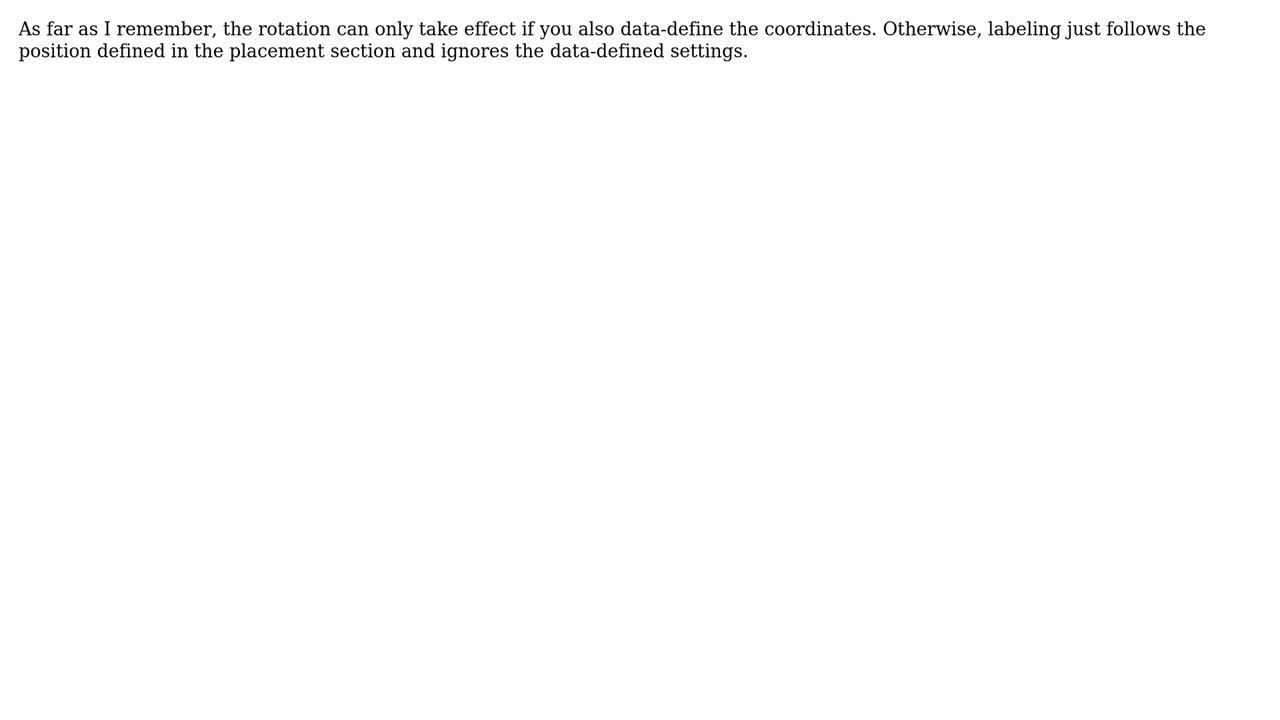 As far as I remember, the rotation can only take effect if you also data-define the coordinates. Otherwise, labeling just follows the
position defined in the placement section and ignores the data-defined settings.